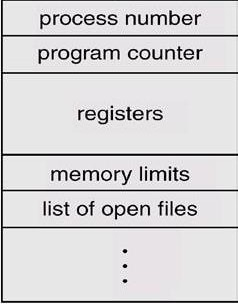 process number
program counter
registers
memory limits
list of open files